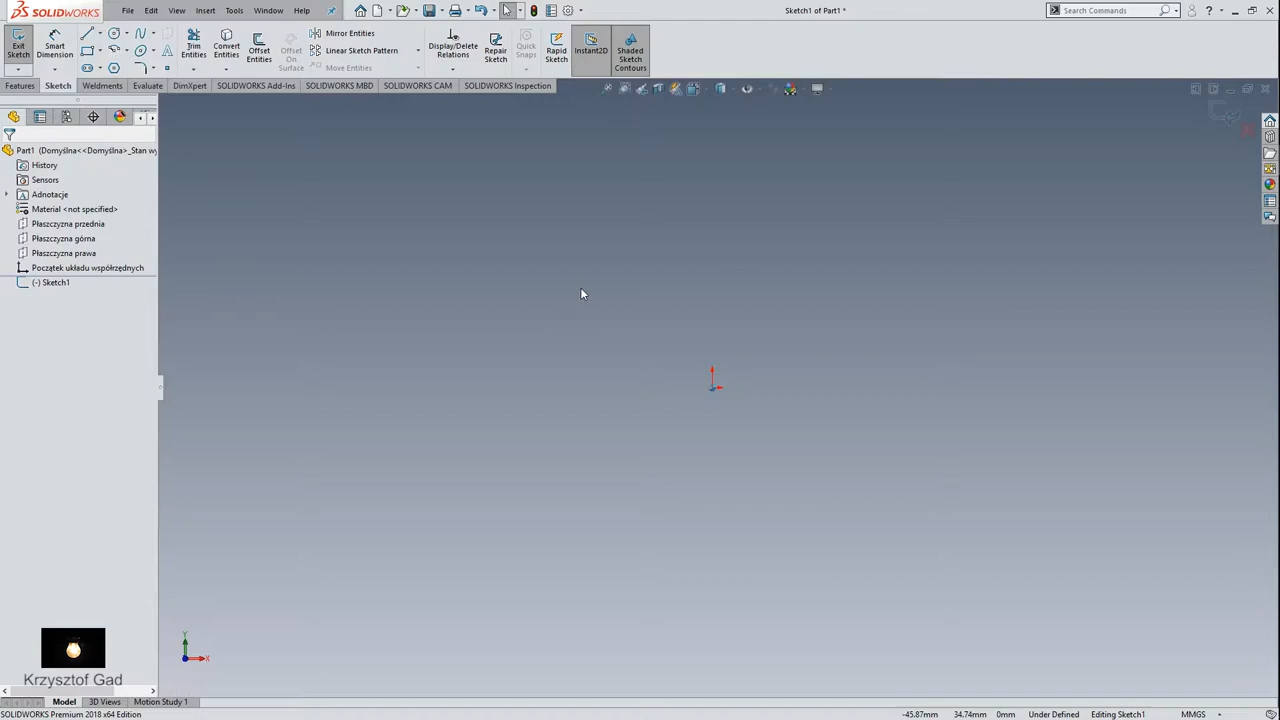 SOLIDWORKS File Edit View Insert Tools Window Help Sketch1 of Part1 * Search Commands
Exit Sketch
Smart Dimension
Trim Entities
Convert Entities
Offset Entities
Offset On Surface
Mirror Entities
Linear Sketch Pattern
Move Entities
Display/Delete Relations
Repair Sketch
Quick Snaps
Rapid Sketch
Instant2D
Shaded Sketch Contours
Features Sketch Weldments Evaluate DimXpert SOLIDWORKS Add-Ins SOLIDWORKS MBD SOLIDWORKS CAM SOLIDWORKS Inspection
Part1 (Domyślna<<Domyślna>_Stan wy
History
Sensors
Adnotacje
Material <not specified>
Płaszczyzna przednia
Płaszczyzna górna
Płaszczyzna prawa
Początek układu współrzędnych
(-) Sketch1
Y
X
Krzysztof Gad
Model 3D Views Motion Study 1
SOLIDWORKS Premium 2018 x64 Edition -45.87mm 34.74mm 0mm Under Defined Editing Sketch1 MMGS